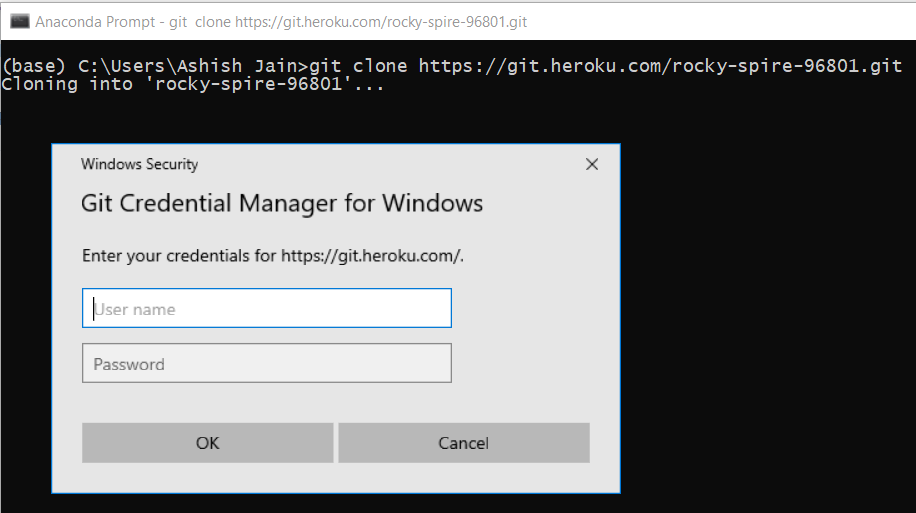 Anaconda Prompt - git  clone https://git.heroku.com/rocky-spire-96801.git
(base) C:\Users\Ashish Jain>git clone https://git.heroku.com/rocky-spire-96801.git
Cloning into 'rocky-spire-96801'...
Windows Security
Git Credential Manager for Windows
Enter your credentials for https://git.heroku.com/.
User name
Password
OK
Cancel